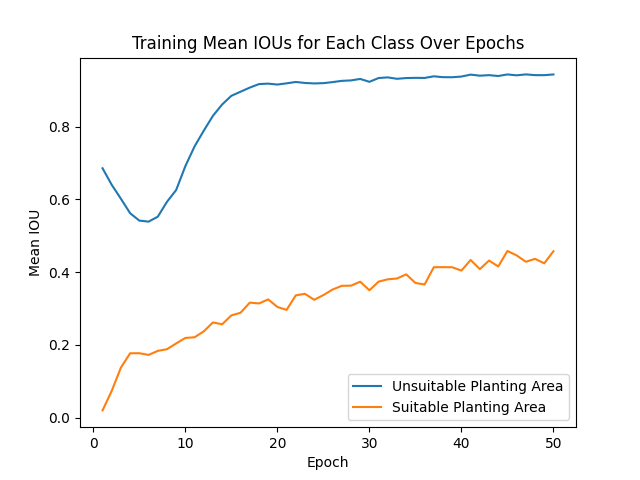 Training Mean IOUs for Each Class Over Epochs
Mean IOU
0.8
0.6
0.4
0.2
0.0
Unsuitable Planting Area
Suitable Planting Area
0 10 20 30 40 50
Epoch